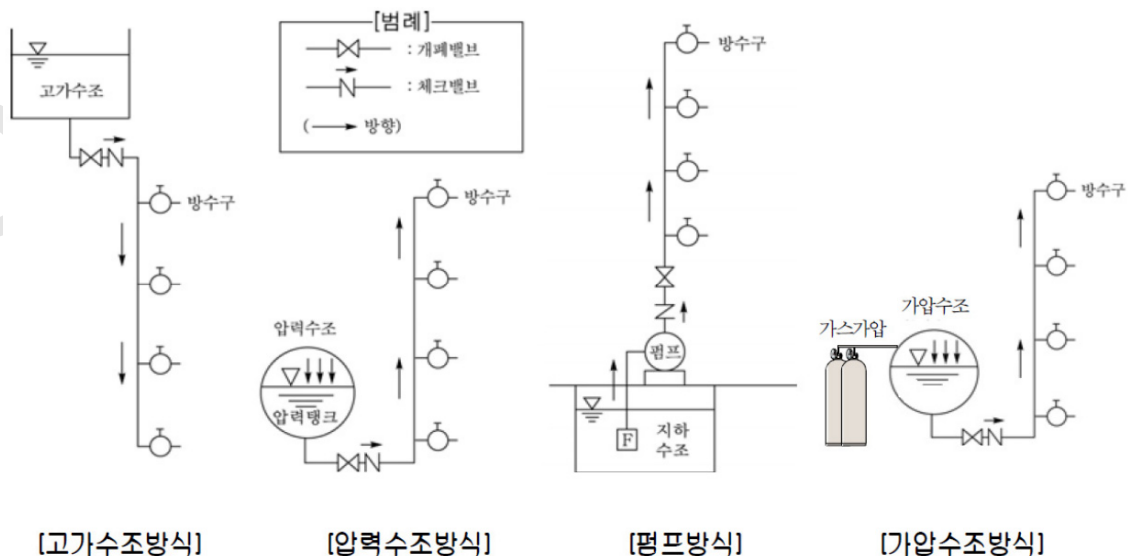 고가수조
방수구
[고가수조방식]
[범례]
: 개폐밸브
: 체크밸브
( 방향)
방수구
압력수조
압력탱크
[압력수조방식]
방수구
펌프
F
지하
수조
[펌프방식]
방수구
가스가압
가압수조
[가압수조방식]